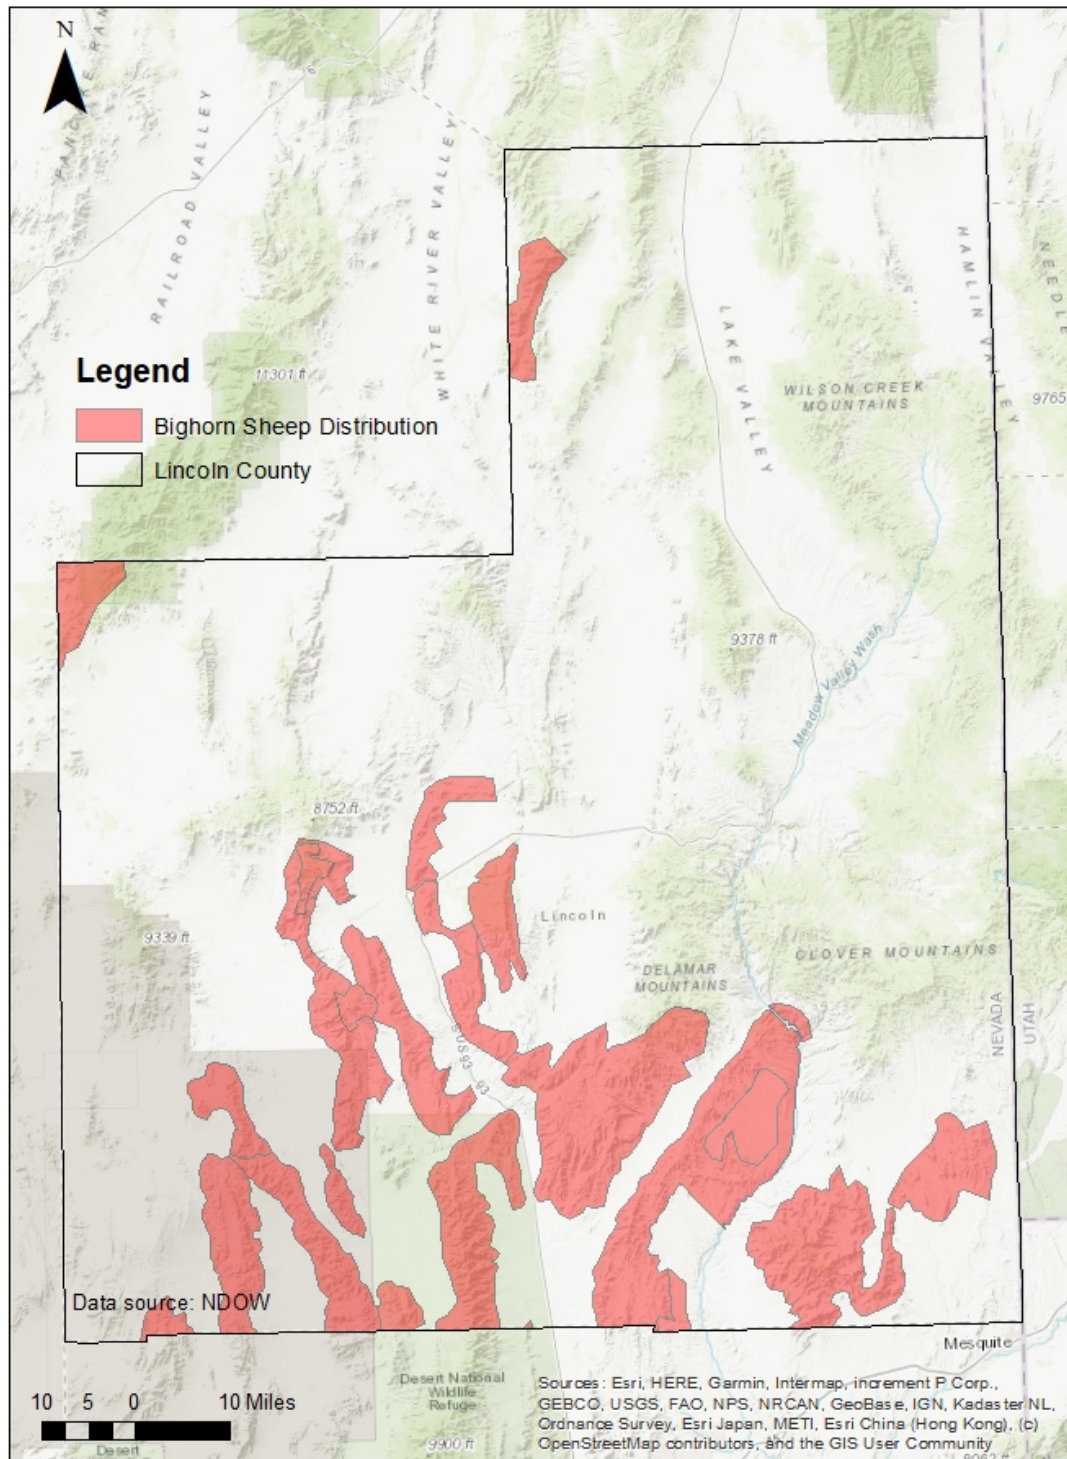 N
PANCAKE RAN
RAILROAD VALLEY
6
WHITE RIVER VALLEY
HAMLIN VALLEY
NEEDLE
LAKE VALLEY
Legend
11301 ft
Bighorn Sheep Distribution
Lincoln County
WILSON CREEK
MOUNTAINS
9765
9378 ft
Meadow Valley Wash
8752 ft
Lincoln
9339 ft
CLOVER MOUNTAINS
DELAMAR
MOUNTAINS
NEVADA
UTAH
US93
93
Data source: NDOW
Mesquite
10 5 0 10 Miles
Desert National
Wildlife
Refuge
Desert
9900 ft
Sources: Esri, HERE, Garmin, Intermap, increment P Corp.,
GEBCO, USGS, FAO, NPS, NRCAN, GeoBase, IGN, Kadaster NL,
Ordnance Survey, Esri Japan, METI, Esri China (Hong Kong), (c)
OpenStreetMap contributors, and the GIS User Community